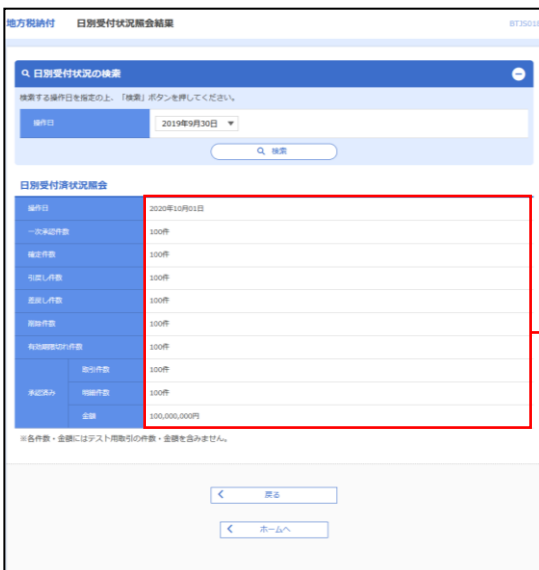 地方税納付 日別受付状況照会結果 BTJS018
日別受付状況の検索
検索する操作日を指定の上、「検索」ボタンを押してください。
操作日 2019年9月30日
検索
日別受付済状況照会
操作日 2020年10月01日
一次承認件数 100件
確定件数 100件
引戻し件数 100件
差戻し件数 100件
削除件数 100件
有効期限切れ件数 100件
承認済み 取引件数 100件
明細件数 100件
金額 100,000,000円
※各件数・金額にはテスト用取引の件数・金額を含みません。
戻る
ホームへ